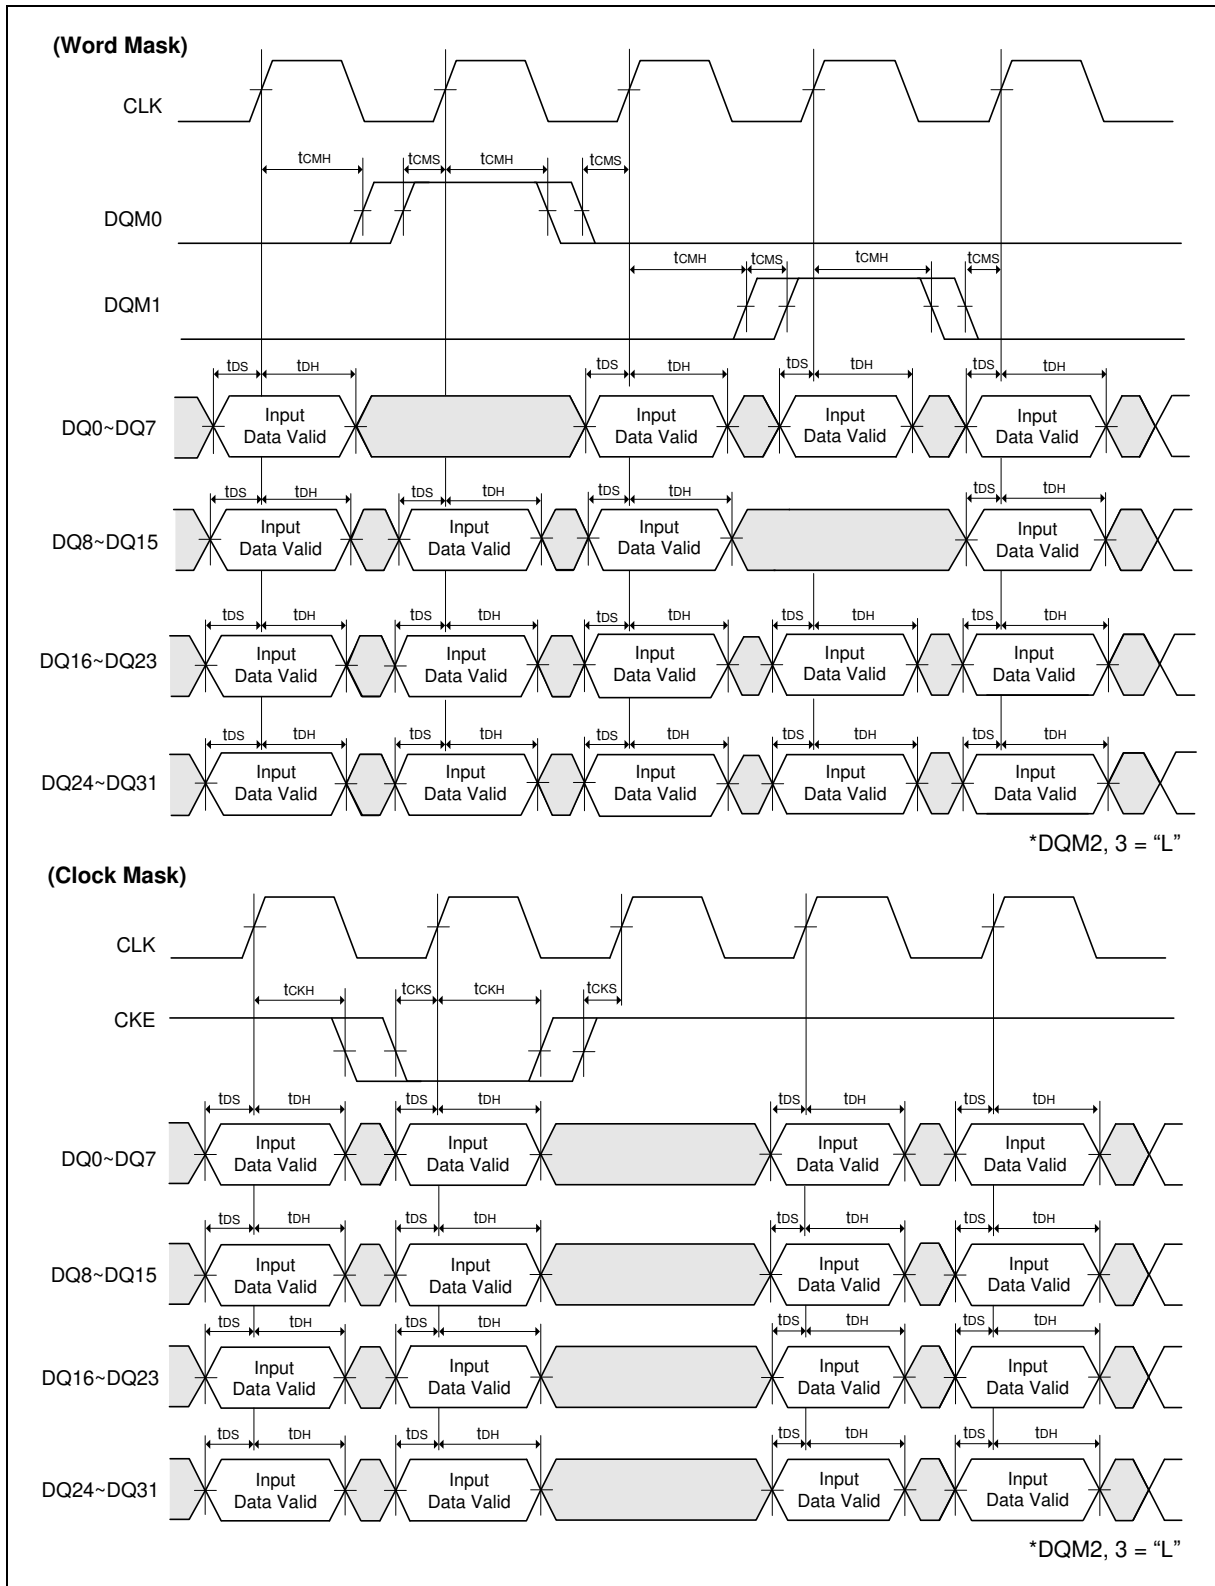 (Word Mask)
CLK
tCMH tCMS tCMH tCMS
DQM0
tCMH tCMS tCMH tCMS
DQM1
tDS tDH tDS tDH tDS tDH tDS tDH
DQ0~DQ7
Input Data Valid
Input Data Valid
Input Data Valid
Input Data Valid
tDS tDH tDS tDH tDS tDH tDS tDH
DQ8~DQ15
Input Data Valid
Input Data Valid
Input Data Valid
Input Data Valid
tDS tDH tDS tDH tDS tDH tDS tDH tDS tDH
DQ16~DQ23
Input Data Valid
Input Data Valid
Input Data Valid
Input Data Valid
Input Data Valid
tDS tDH tDS tDH tDS tDH tDS tDH tDS tDH
DQ24~DQ31
Input Data Valid
Input Data Valid
Input Data Valid
Input Data Valid
Input Data Valid
*DQM2, 3 = “L”
(Clock Mask)
CLK
tCKH tCKS tCKH tCKS
CKE
tDS tDH tDS tDH tDS tDH tDS tDH
DQ0~DQ7
Input Data Valid
Input Data Valid
Input Data Valid
Input Data Valid
tDS tDH tDS tDH tDS tDH tDS tDH
DQ8~DQ15
Input Data Valid
Input Data Valid
Input Data Valid
Input Data Valid
tDS tDH tDS tDH tDS tDH tDS tDH
DQ16~DQ23
Input Data Valid
Input Data Valid
Input Data Valid
Input Data Valid
tDS tDH tDS tDH tDS tDH tDS tDH
DQ24~DQ31
Input Data Valid
Input Data Valid
Input Data Valid
Input Data Valid
*DQM2, 3 = “L”